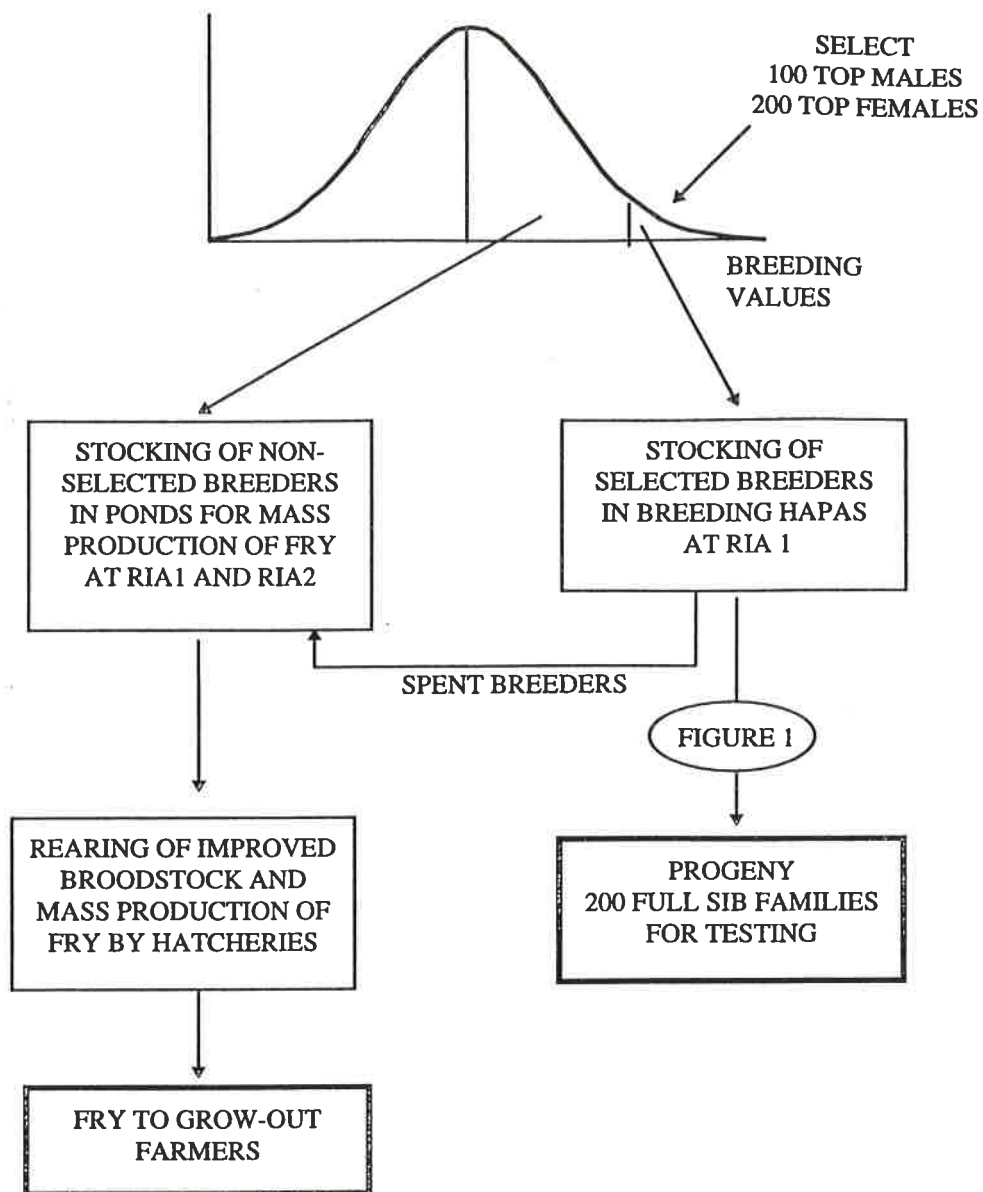 SELECT
100 TOP MALES
200 TOP FEMALES
BREEDING
VALUES
STOCKING OF NON-
SELECTED BREEDERS
IN PONDS FOR MASS
PRODUCTION OF FRY
AT RIA1 AND RIA2
STOCKING OF
SELECTED BREEDERS
IN BREEDING HAPAS
AT RIA 1
SPENT BREEDERS
FIGURE 1
REARING OF IMPROVED
BROODSTOCK AND
MASS PRODUCTION OF
FRY BY HATCHERIES
PROGENY
200 FULL SIB FAMILIES
FOR TESTING
FRY TO GROW-OUT
FARMERS